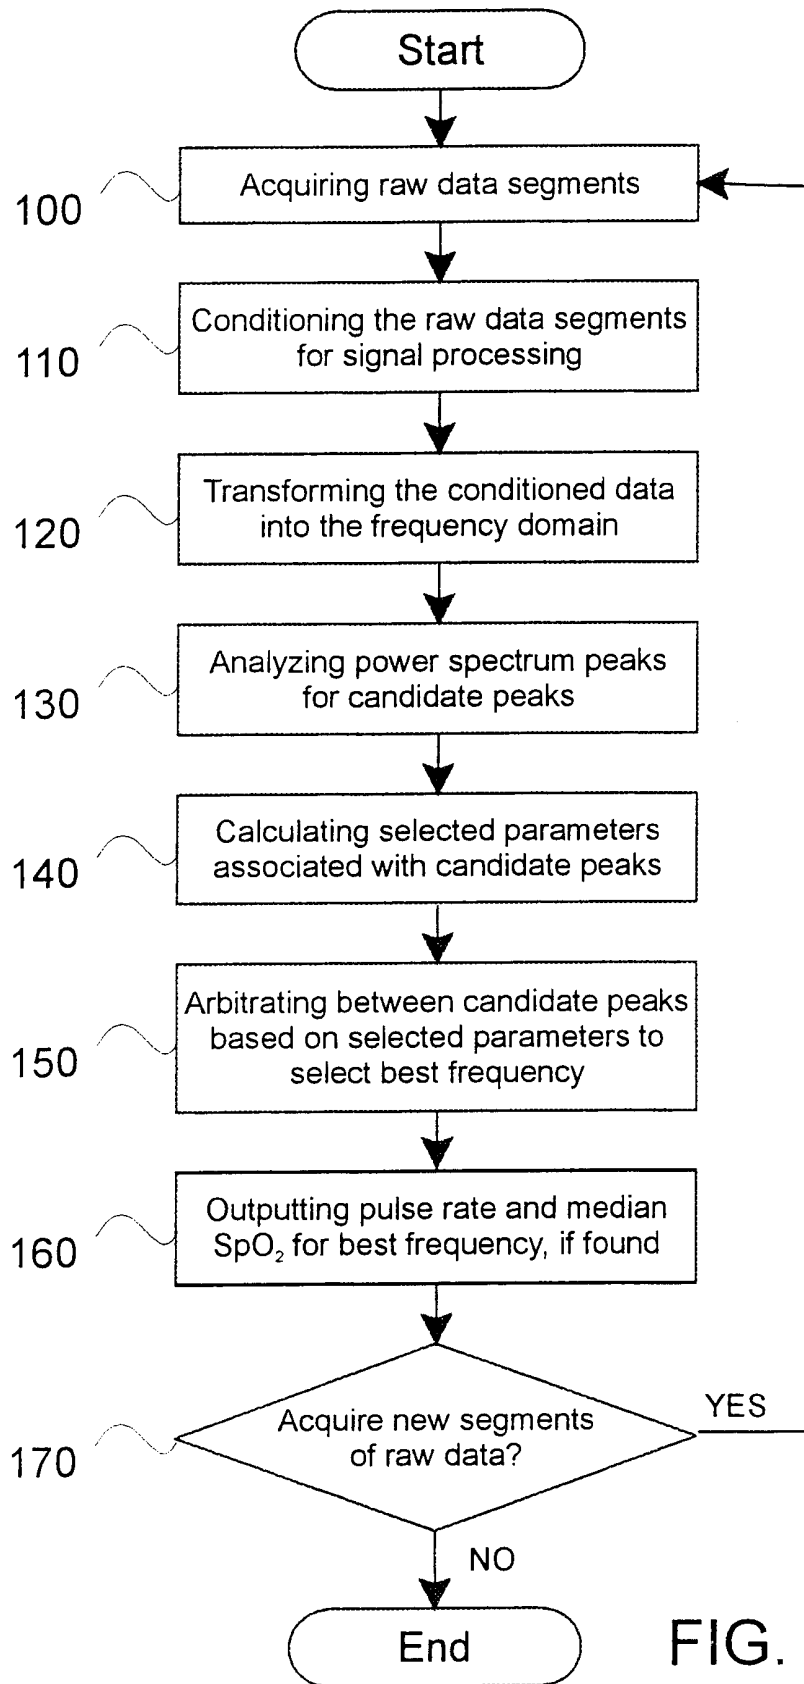 Start
100
Acquiring raw data segments
110
Conditioning the raw data segments
for signal processing
120
Transforming the conditioned data
into the frequency domain
130
Analyzing power spectrum peaks
for candidate peaks
140
Calculating selected parameters
associated with candidate peaks
150
Arbitrating between candidate peaks
based on selected parameters to
select best frequency
160
Outputting pulse rate and median
SpO₂ for best frequency, if found
170
Acquire new segments
of raw data?
YES
NO
End
FIG.